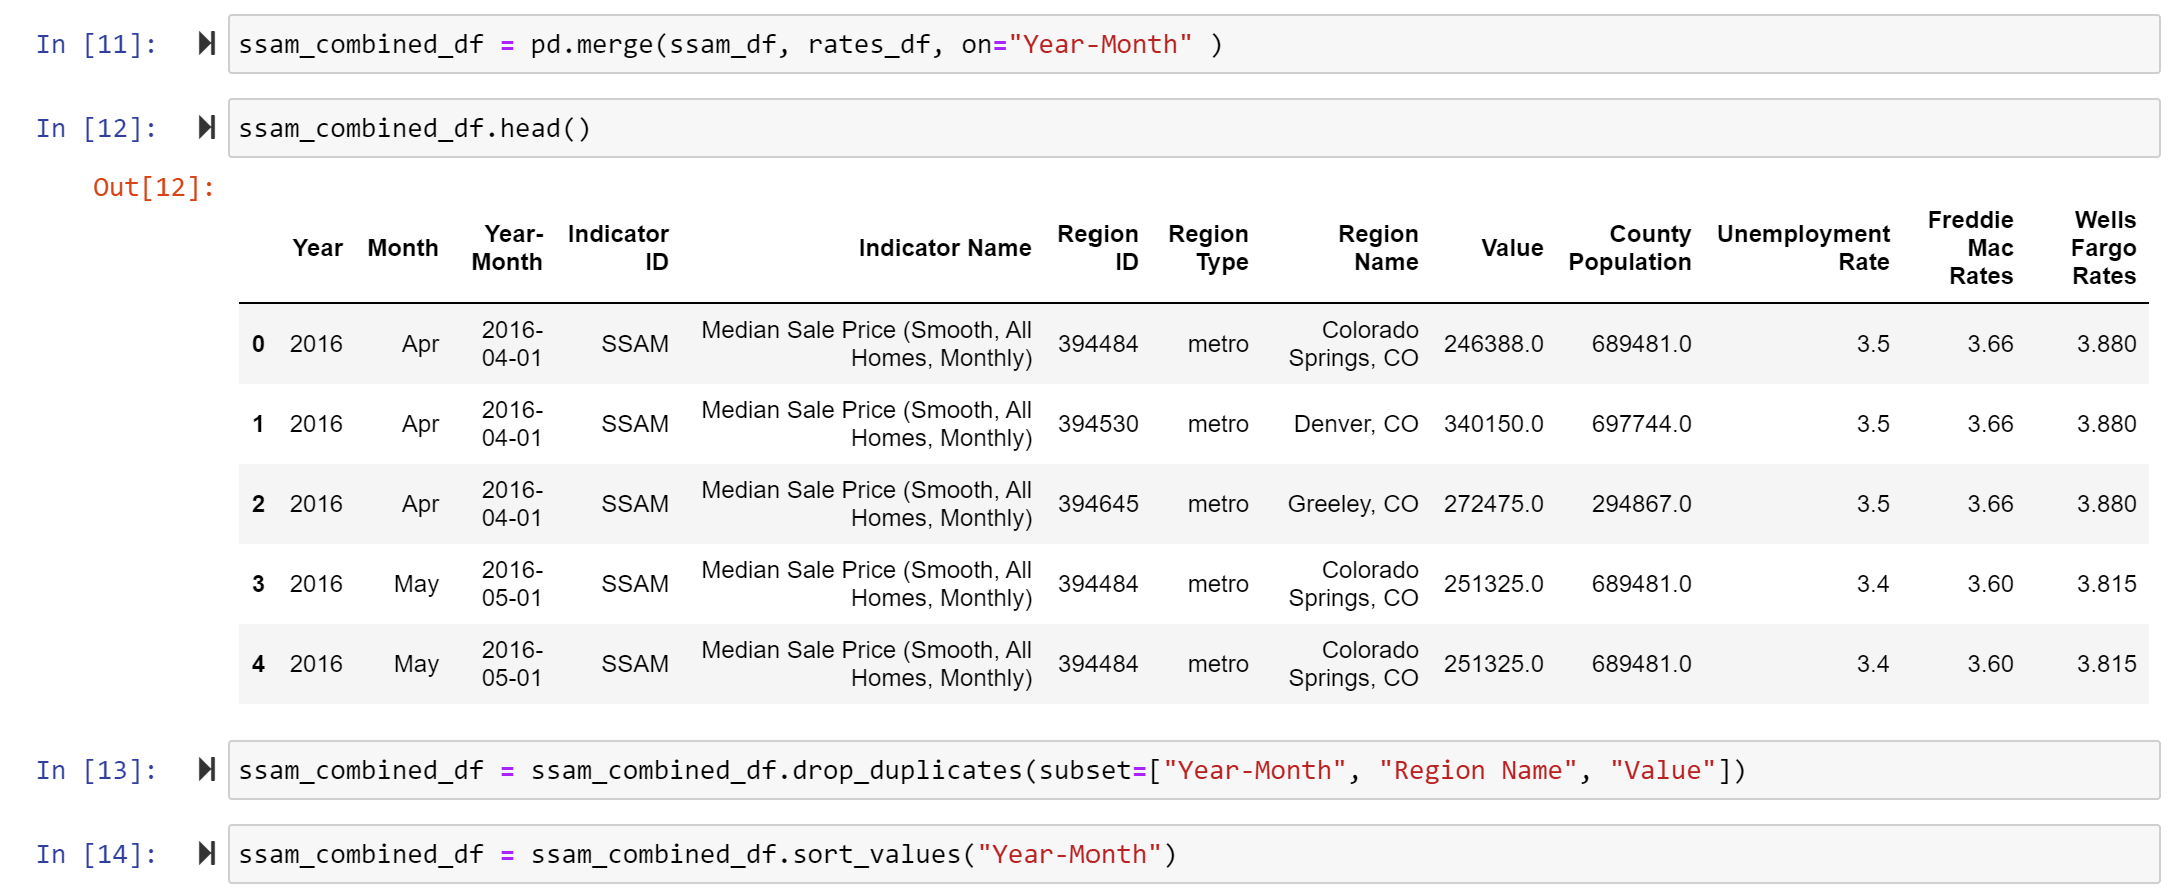 In [11]: ssam_combined_df = pd.merge(ssam_df, rates_df, on="Year-Month" )
In [12]: ssam_combined_df.head()
Out[12]:
Year Month Year-Month Indicator ID Indicator Name Region ID Region Type Region Name Value County Population Unemployment Rate Freddie Mac Rates Wells Fargo Rates
0 2016 Apr 2016-04-01 SSAM Median Sale Price (Smooth, All Homes, Monthly) 394484 metro Colorado Springs, CO 246388.0 689481.0 3.5 3.66 3.880
1 2016 Apr 2016-04-01 SSAM Median Sale Price (Smooth, All Homes, Monthly) 394530 metro Denver, CO 340150.0 697744.0 3.5 3.66 3.880
2 2016 Apr 2016-04-01 SSAM Median Sale Price (Smooth, All Homes, Monthly) 394645 metro Greeley, CO 272475.0 294867.0 3.5 3.66 3.880
3 2016 May 2016-05-01 SSAM Median Sale Price (Smooth, All Homes, Monthly) 394484 metro Colorado Springs, CO 251325.0 689481.0 3.4 3.60 3.815
4 2016 May 2016-05-01 SSAM Median Sale Price (Smooth, All Homes, Monthly) 394484 metro Colorado Springs, CO 251325.0 689481.0 3.4 3.60 3.815
In [13]: ssam_combined_df = ssam_combined_df.drop_duplicates(subset=["Year-Month", "Region Name", "Value"])
In [14]: ssam_combined_df = ssam_combined_df.sort_values("Year-Month")